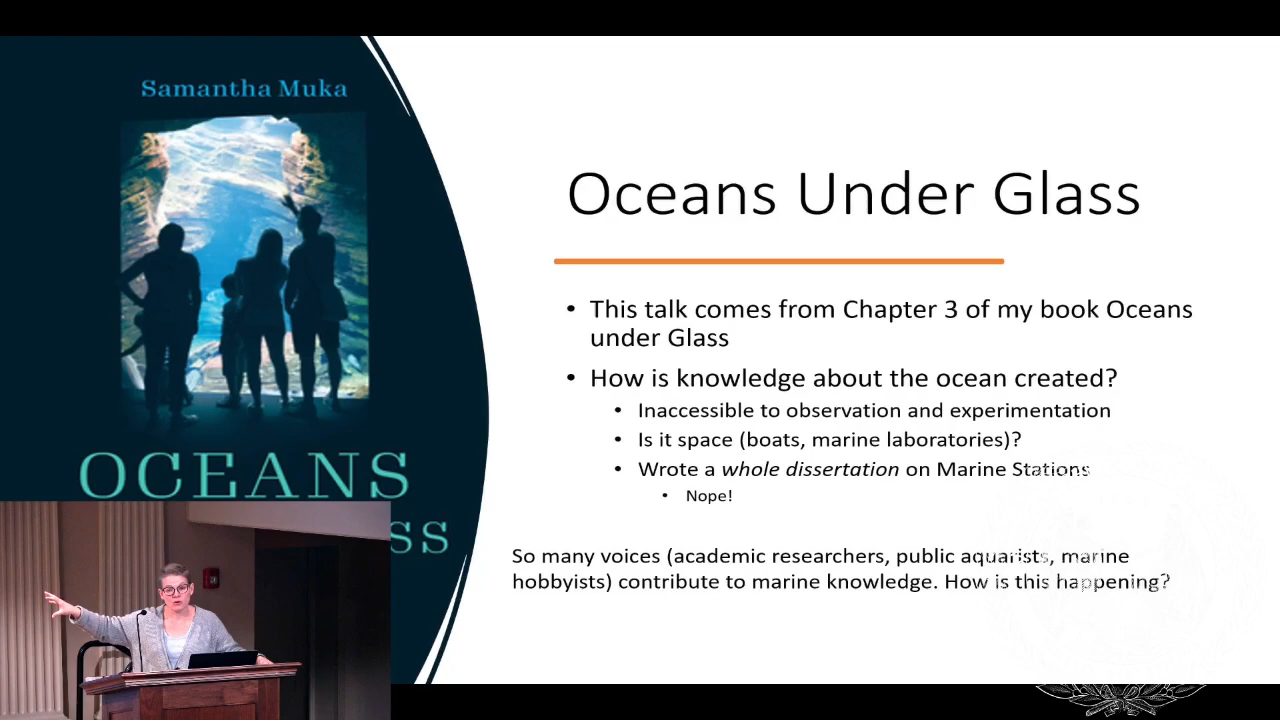 Samantha Muka
OCEANS
SS
Oceans Under Glass
• This talk comes from Chapter 3 of my book Oceans
under Glass
• How is knowledge about the ocean created?
• Inaccessible to observation and experimentation
• Is it space (boats, marine laboratories)?
• Wrote a whole dissertation on Marine Stations
• Nope!
So many voices (academic researchers, public aquarists, marine
hobbyists) contribute to marine knowledge. How is this happening?